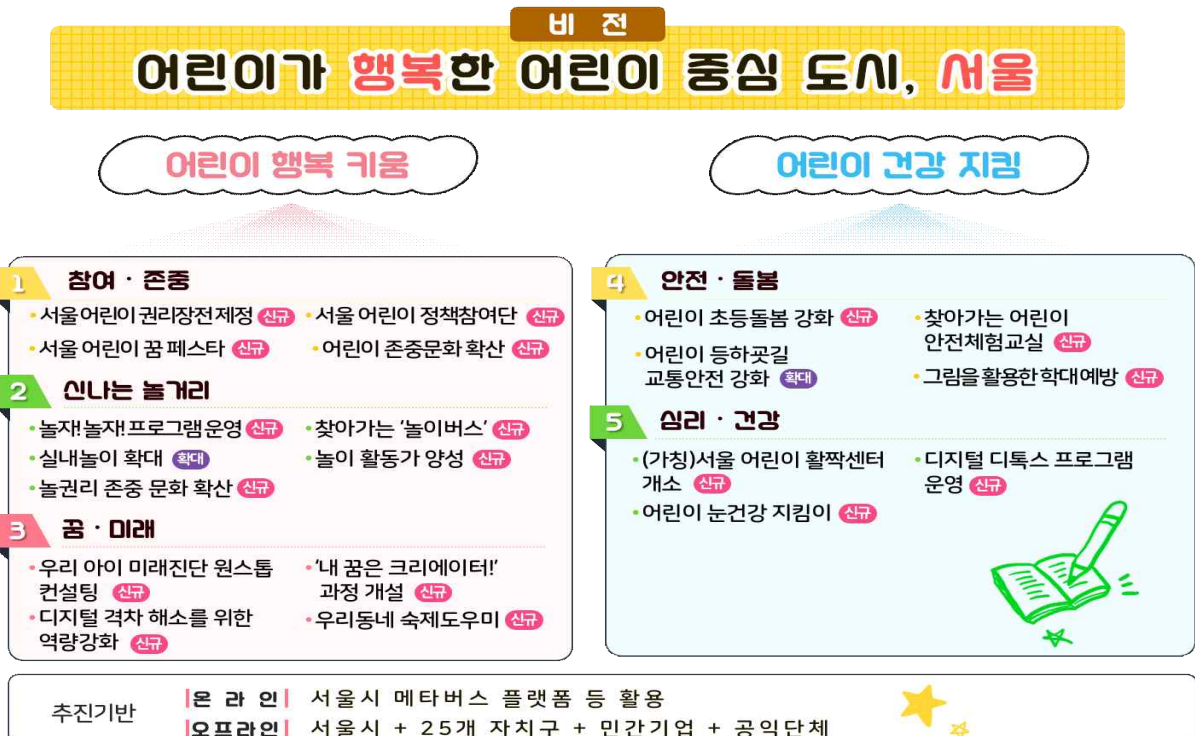 비 전
어린이가 행복한 어린이 중심 도시, 서울
어린이 행복 키움
1 참여 · 존중
• 서울 어린이 권리장전 제정 신규 • 서울 어린이 정책참여단 신규
• 서울 어린이 꿈 페스타 신규 • 어린이 존중문화 확산 신규
2 신나는 놀거리
• 놀자! 놀자! 프로그램 운영 신규 • 찾아가는 '놀이버스' 신규
• 실내놀이 확대 확대 • 놀이 활동가 양성 신규
• 놀권리 존중 문화 확산 신규
3 꿈 · 미래
• 우리 아이 미래진단 원스톱
컨설팅 신규
• '내 꿈은 크리에이터!'
과정 개설 신규
• 디지털 격차 해소를 위한
역량강화 신규
• 우리동네 숙제도우미 신규
어린이 건강 지킴
4 안전 · 돌봄
• 어린이 초등돌봄 강화 신규
• 찾아가는 어린이
안전체험교실 신규
• 어린이 등하굣길
교통안전 강화 확대
• 그림을 활용한 학대예방 신규
5 심리 · 건강
• (가칭)서울 어린이 활짝센터
개소 신규
• 디지털 디톡스 프로그램
운영 신규
• 어린이 눈건강 지킴이 신규
추진기반
|온 라 인| 서울시 메타버스 플랫폼 등 활용
|오프라인| 서울시 + 25개 자치구 + 민간기업 + 공익단체